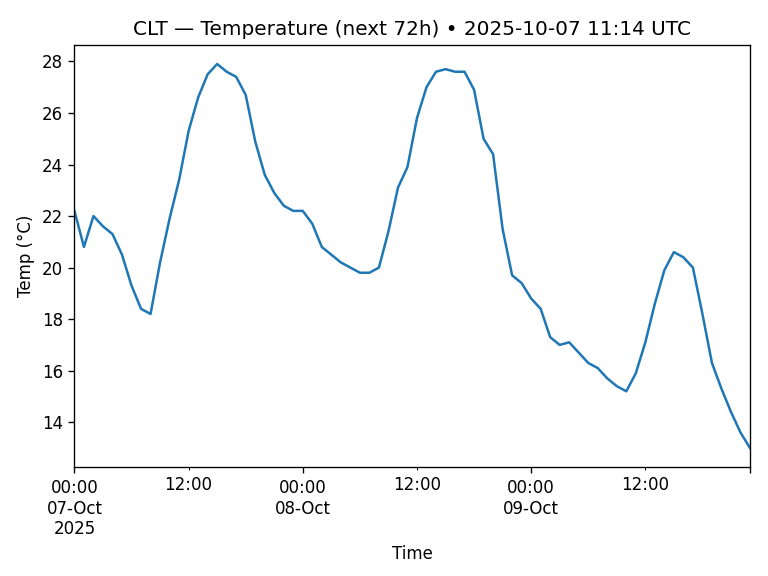 CLT — Temperature (next 72h) • 2025-10-07 11:14 UTC
28
26
24
22
20
18
16
14
Temp (°C)
00:00 12:00 00:00 12:00 00:00 12:00
07-Oct 08-Oct 09-Oct
2025
Time